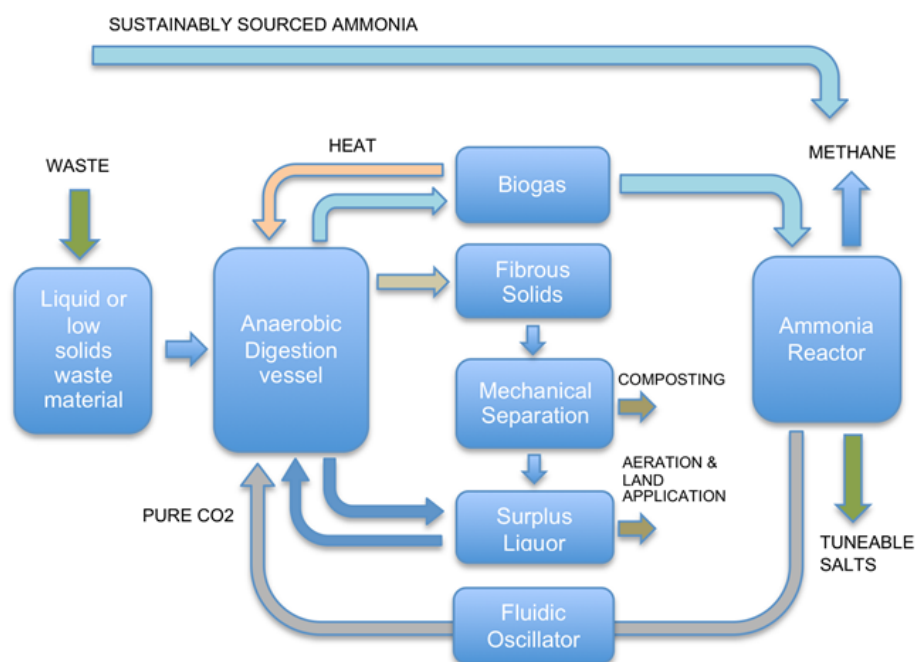 SUSTAINABLY SOURCED AMMONIA
HEAT
WASTE
METHANE
Biogas
Liquid or
low
solids
waste
material
Anaerobic
Digestion
vessel
Fibrous
Solids
Ammonia
Reactor
Mechanical
Separation
COMPOSTING
AERATION &
LAND
APPLICATION
PURE CO2
Surplus
Liquor
TUNEABLE
SALTS
Fluidic
Oscillator